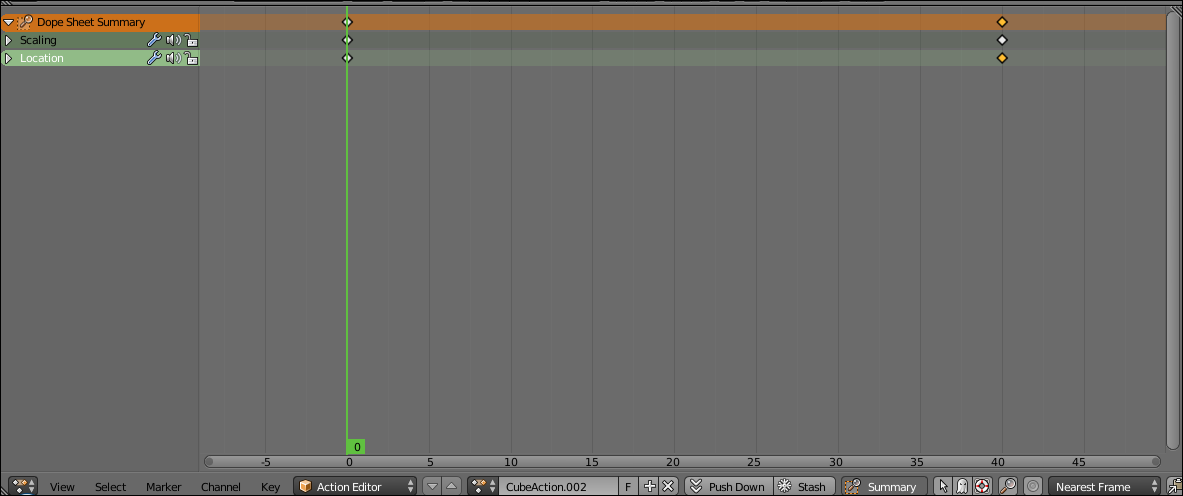 Dope Sheet Summary
Scaling
Location
0
-5 0 5 10 15 20 25 30 35 40 45
View Select Marker Channel Key Action Editor CubeAction.002 F Push Down Stash Summary Nearest Frame